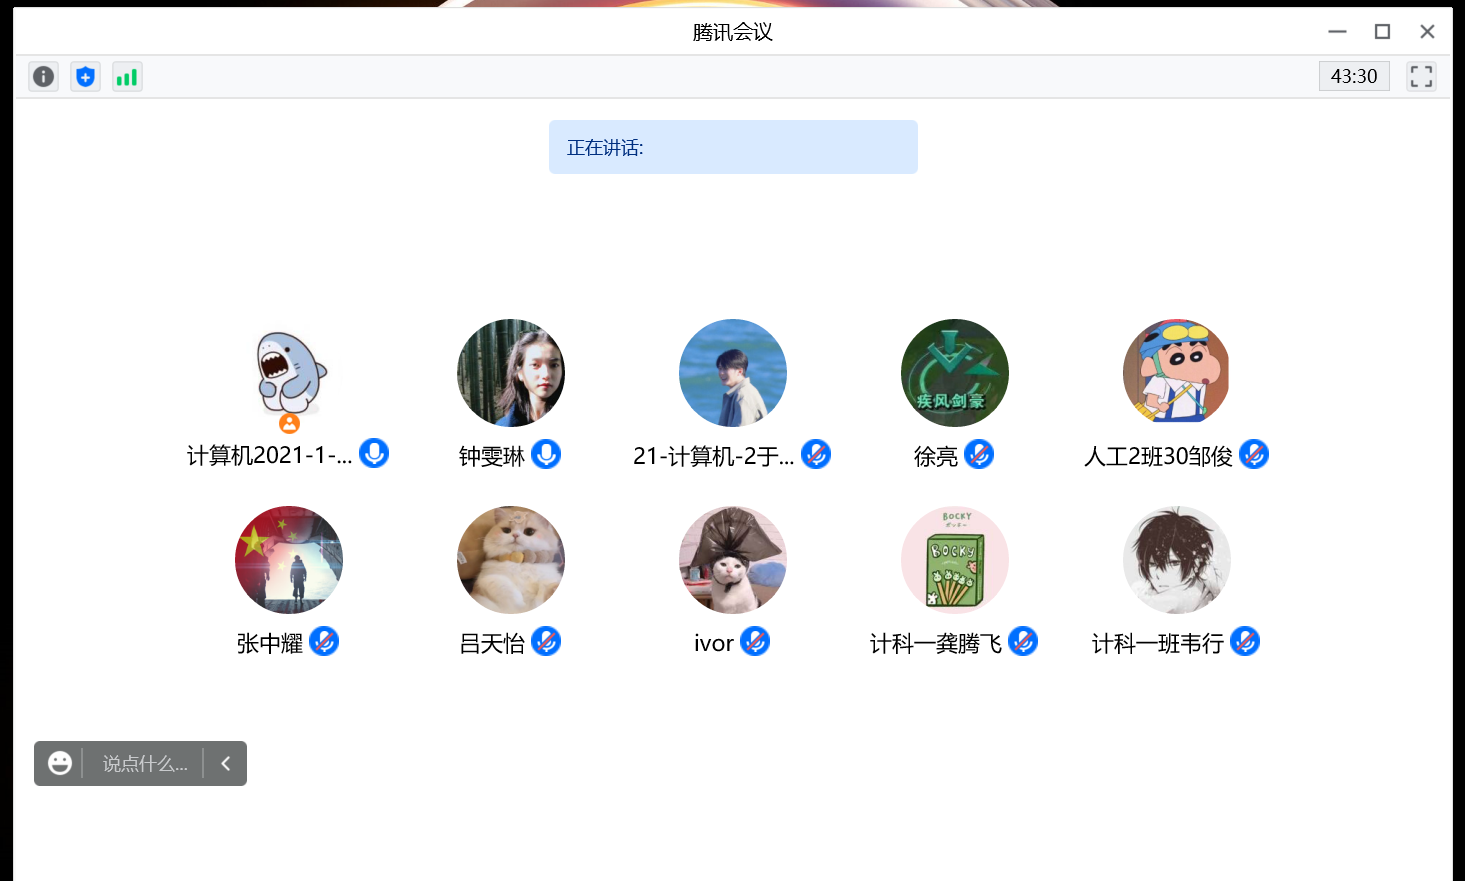 腾讯会议
43:30
正在讲话:
疾风剑豪
计算机2021-1-...
钟雯琳
21-计算机-2于...
徐亮
人工2班30邹俊
BOCKY
BOCKY
张中耀
吕天怡
ivor
计科一龚腾飞
计科一班韦行
说点什么...